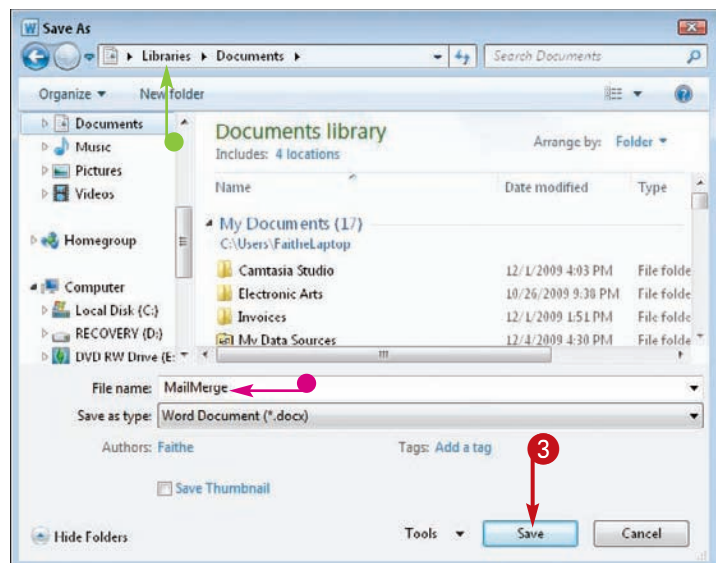 Save As
Libraries Documents
Search Documents
Organize New folder
Documents
Music
Pictures
Videos
Homegroup
Computer
Local Disk (C:)
RECOVERY (D:)
DVD RW Drive (E:
Documents library
Includes: 4 locations
Arrange by: Folder
Name Date modified Type
My Documents (17)
C:\Users\FaitheLaptop
Camtasia Studio 12/1/2009 4:03 PM File folde
Electronic Arts 10/26/2009 9:38 PM File folde
Invoices 12/1/2009 1:51 PM File folde
My Data Sources 12/4/2009 4:30 PM File folde
File name: MailMerge
Save as type: Word Document (*.docx)
Authors: Faithe Tags: Add a tag
3
Save Thumbnail
Hide Folders Tools Save Cancel